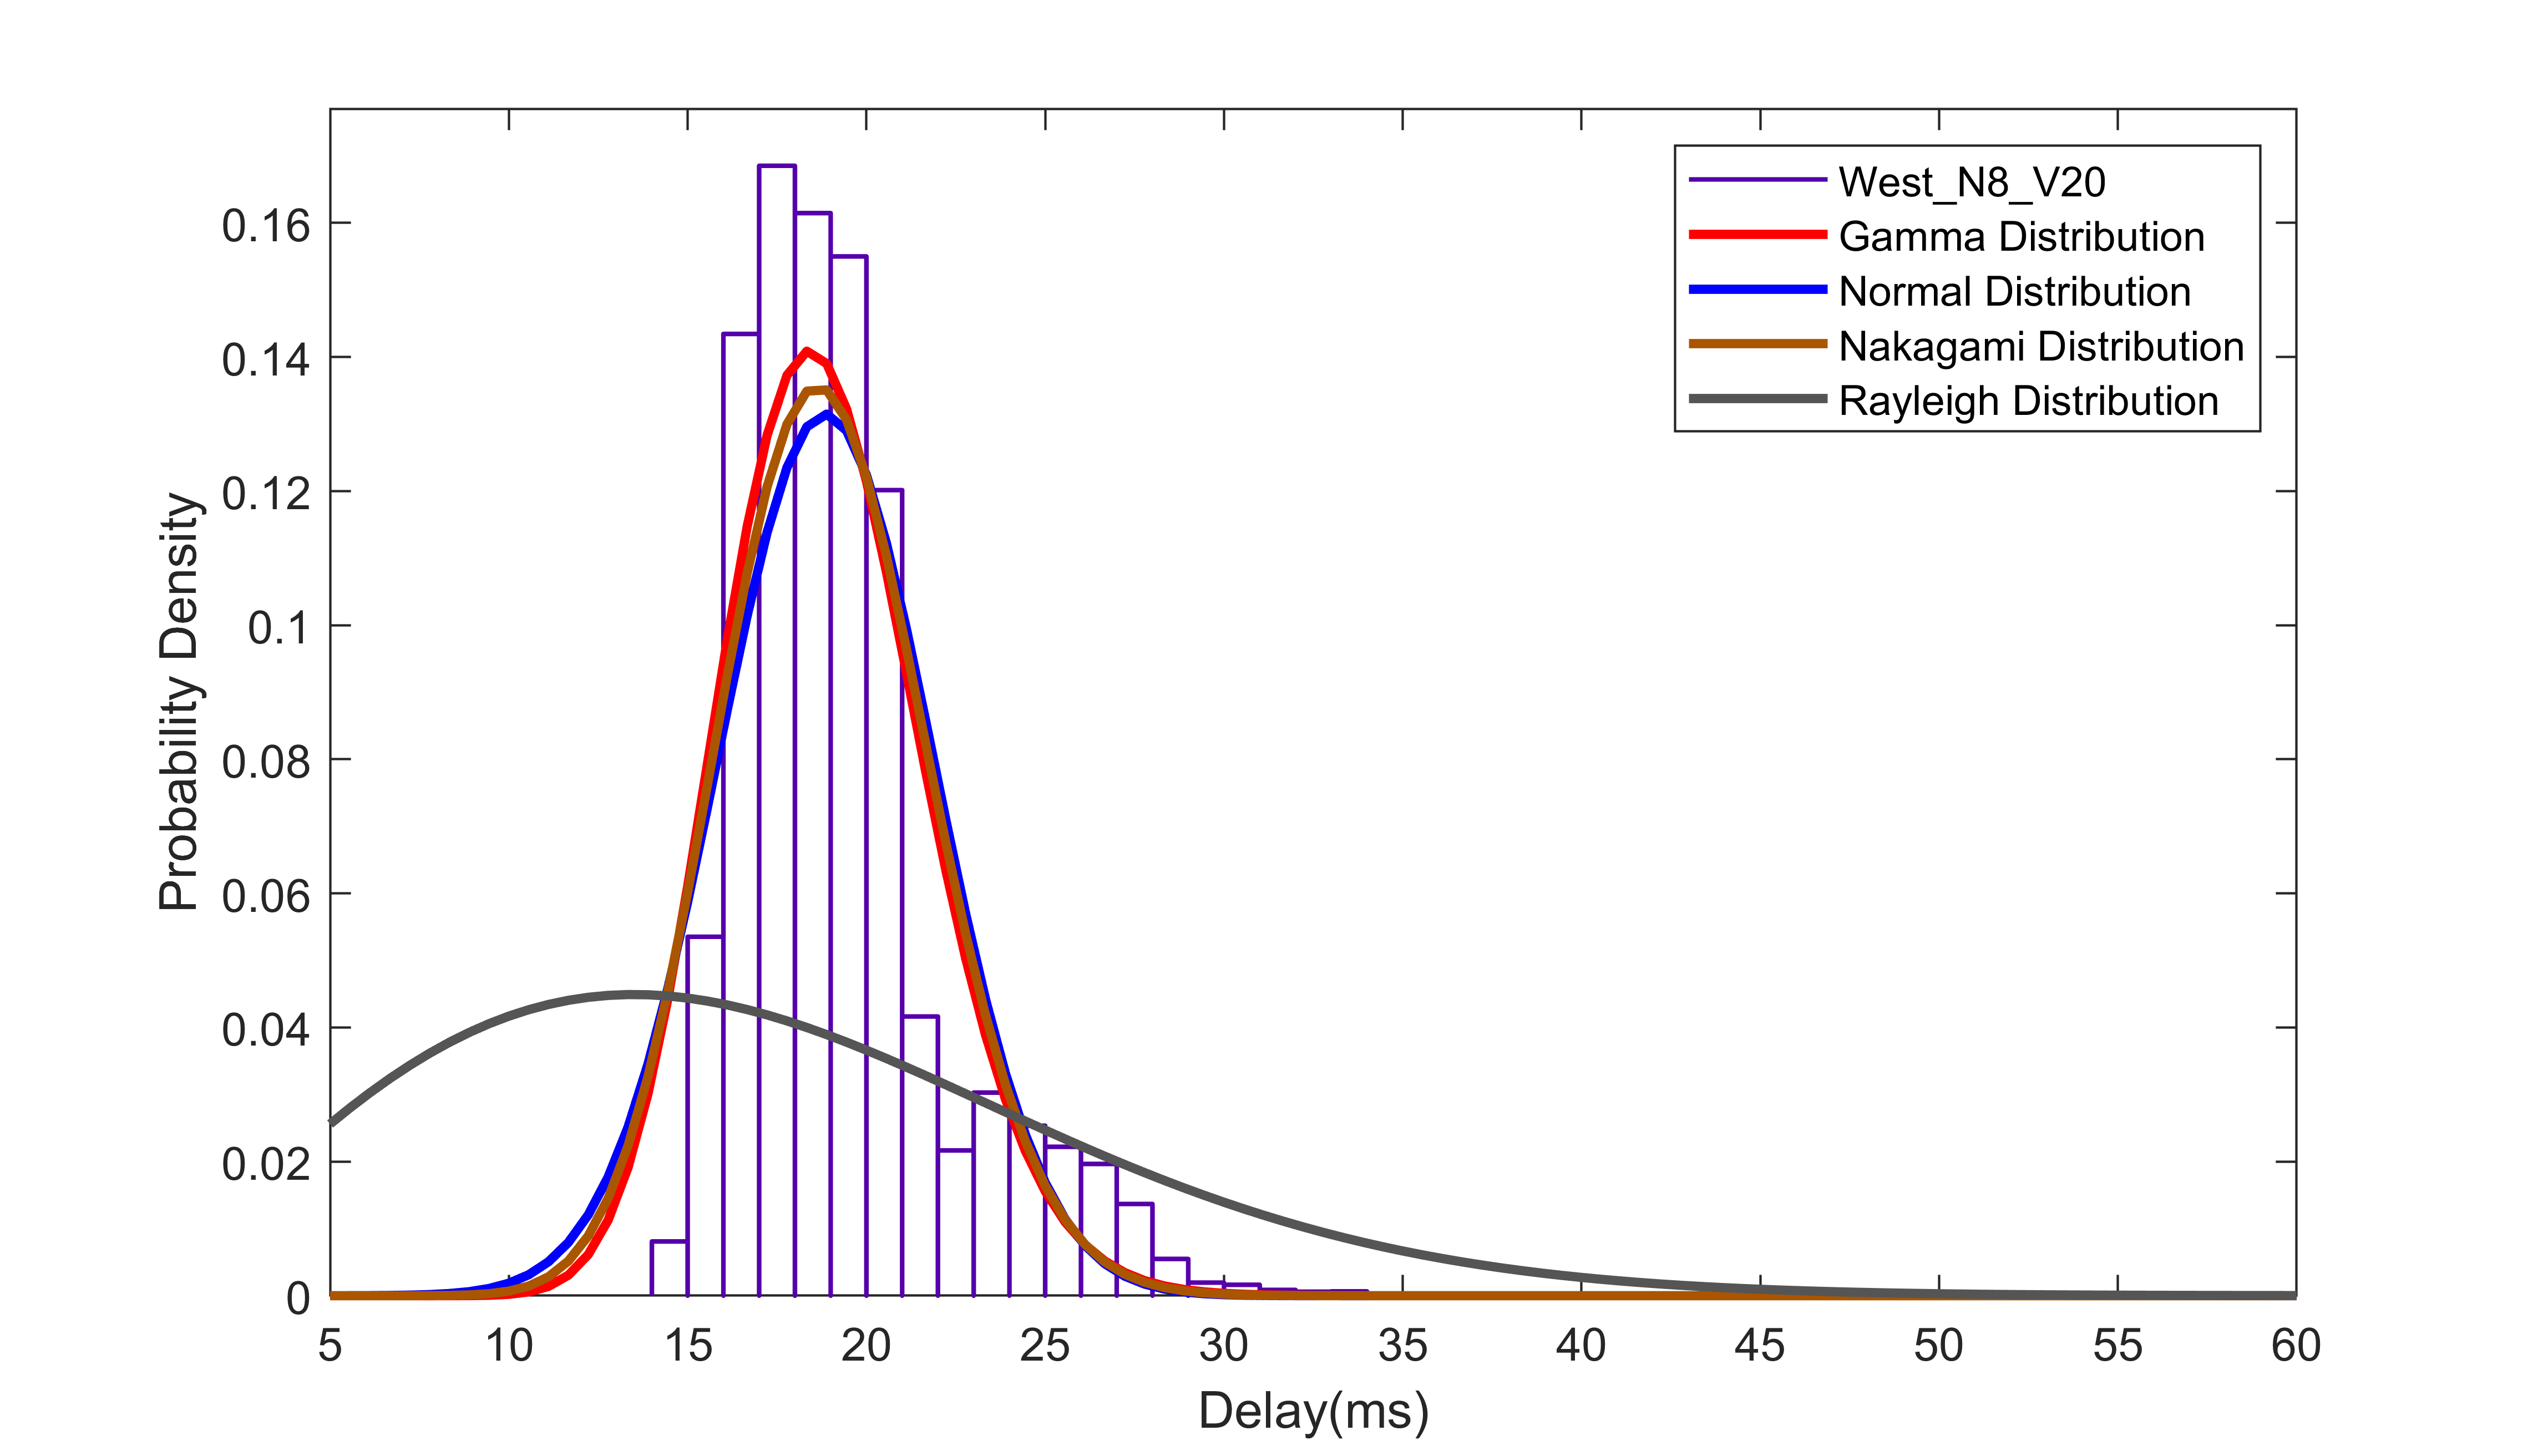 West_N8_V20
Gamma Distribution
Normal Distribution
Nakagami Distribution
Rayleigh Distribution
Probability Density
0.16
0.14
0.12
0.1
0.08
0.06
0.04
0.02
0
5 10 15 20 25 30 35 40 45 50 55 60
Delay(ms)